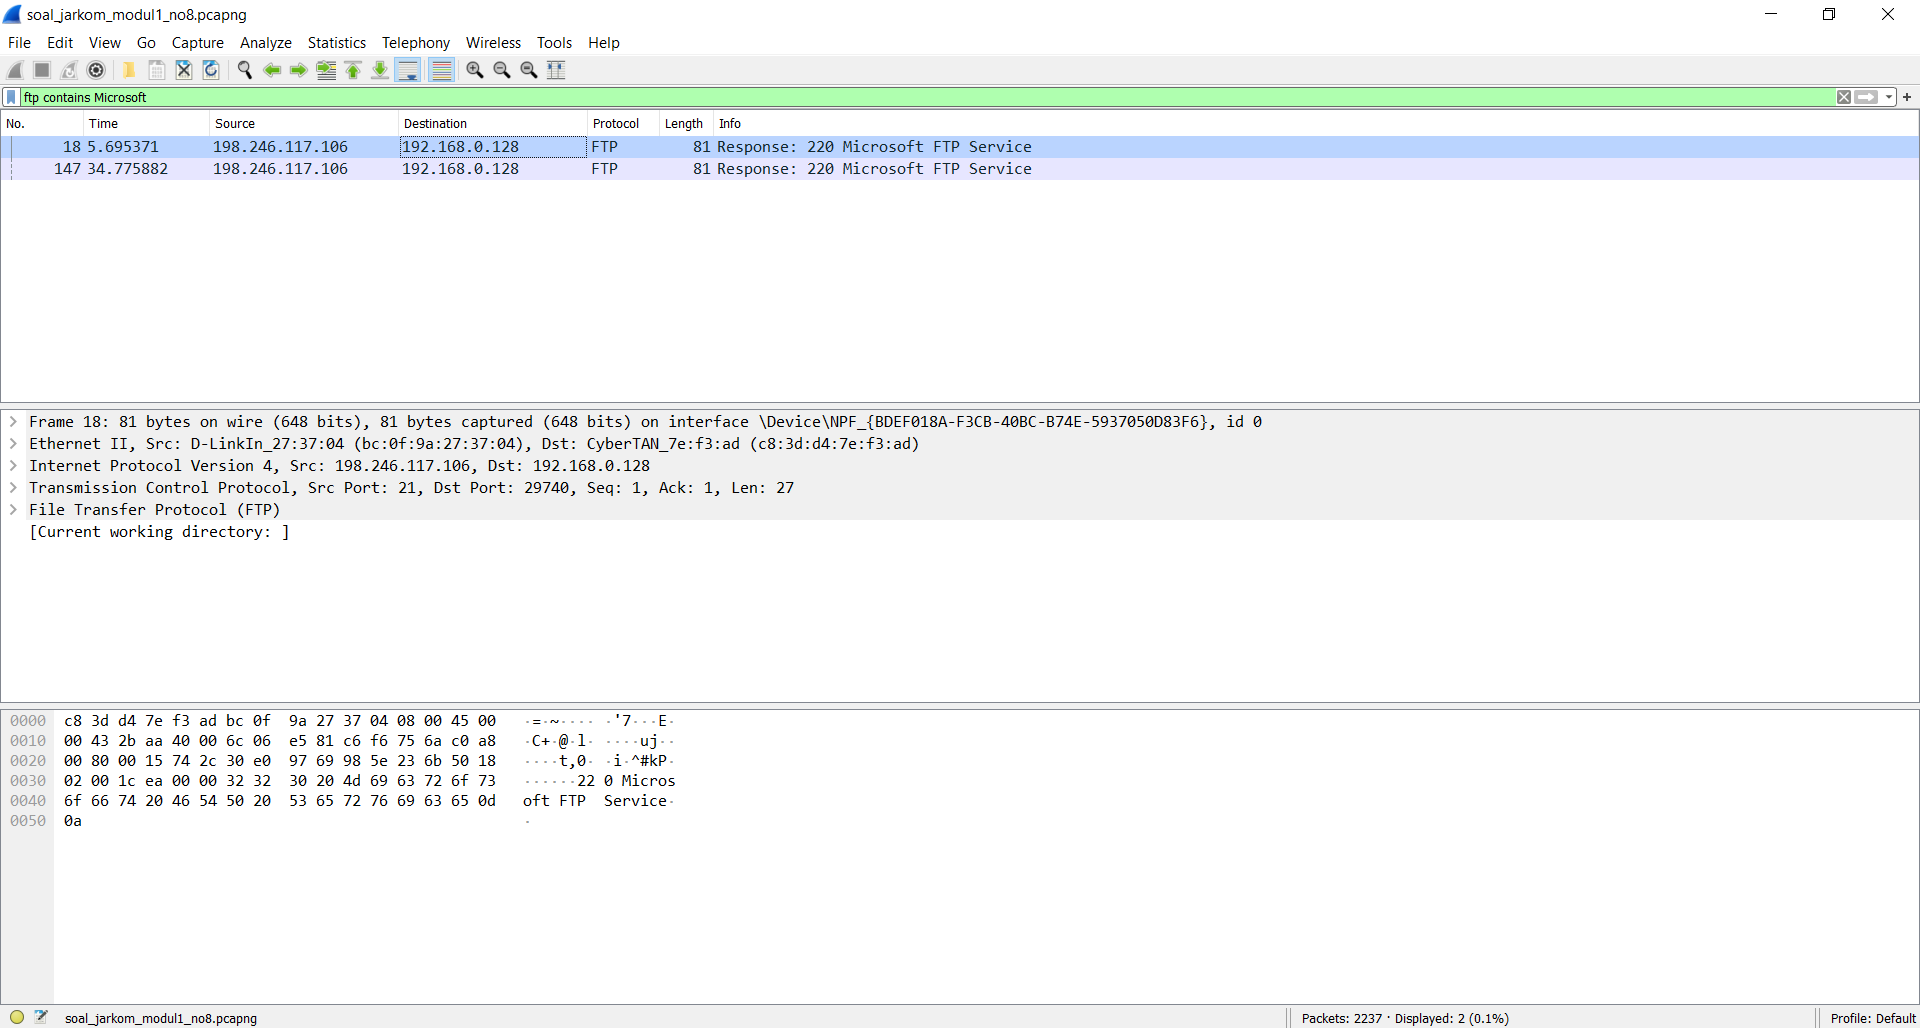 soal_jarkom_modul1_no8.pcapng
File Edit View Go Capture Analyze Statistics Telephony Wireless Tools Help
ftp contains Microsoft
No. Time Source Destination Protocol Length Info
18 5.695371 198.246.117.106 192.168.0.128 FTP 81 Response: 220 Microsoft FTP Service
147 34.775882 198.246.117.106 192.168.0.128 FTP 81 Response: 220 Microsoft FTP Service
Frame 18: 81 bytes on wire (648 bits), 81 bytes captured (648 bits) on interface \Device\NPF_{BDEF018A-F3CB-40BC-B74E-5937050D83F6}, id 0
Ethernet II, Src: D-LinkIn_27:37:04 (bc:0f:9a:27:37:04), Dst: CyberTAN_7e:f3:ad (c8:3d:d4:7e:f3:ad)
Internet Protocol Version 4, Src: 198.246.117.106, Dst: 192.168.0.128
Transmission Control Protocol, Src Port: 21, Dst Port: 29740, Seq: 1, Ack: 1, Len: 27
File Transfer Protocol (FTP)
[Current working directory: ]
0000 c8 3d d4 7e f3 ad bc 0f 9a 27 37 04 08 00 45 00 ·=·~···· ·'7···E·
0010 00 43 2b aa 40 00 6c 06 e5 81 c6 f6 75 6a c0 a8 ·C+·@·l· ····uj··
0020 00 80 00 15 74 2c 30 e0 97 69 98 5e 23 6b 50 18 ····t,0· ·i·^#kP·
0030 02 00 1c ea 00 00 32 32 30 20 4d 69 63 72 6f 73 ······22 0 Micros
0040 6f 66 74 20 46 54 50 20 53 65 72 76 69 63 65 0d oft FTP Service·
0050 0a ·
soal_jarkom_modul1_no8.pcapng Packets: 2237 · Displayed: 2 (0.1%) Profile: Default